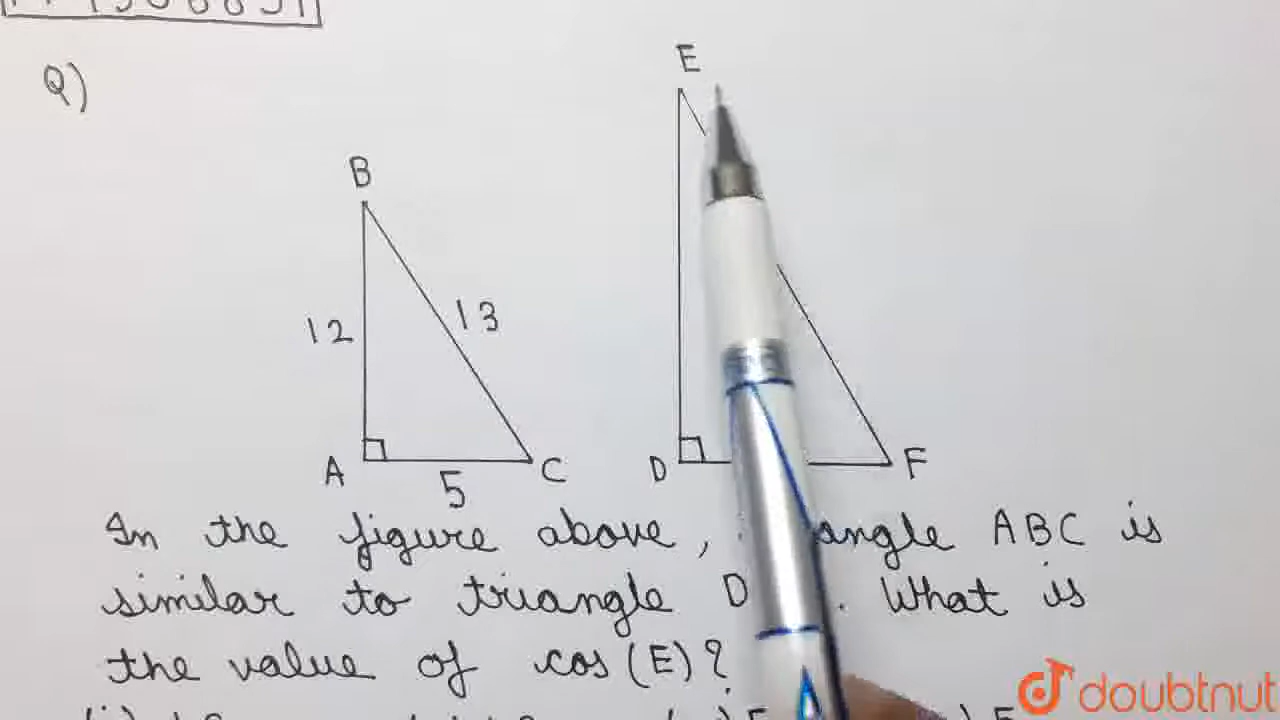 Q)
E
B
12
13
A
5
C
D
F
In the figure above, angle ABC is
similar to triangle D . What is
the value of cos (E)?
doubtnut